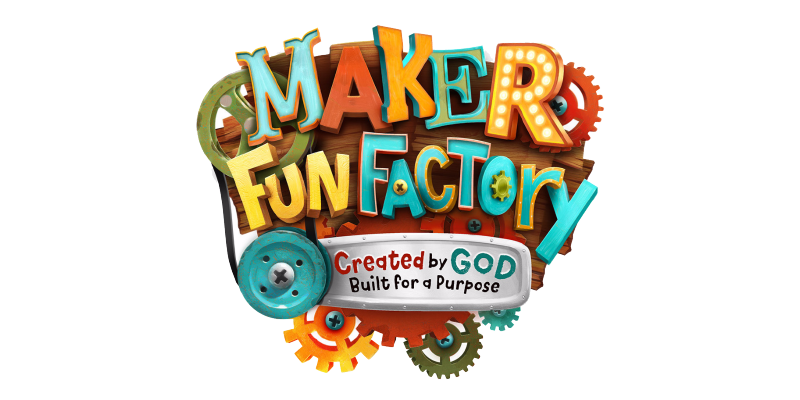 MAKER
FUN FACTORY
Created by GOD
Built for a Purpose